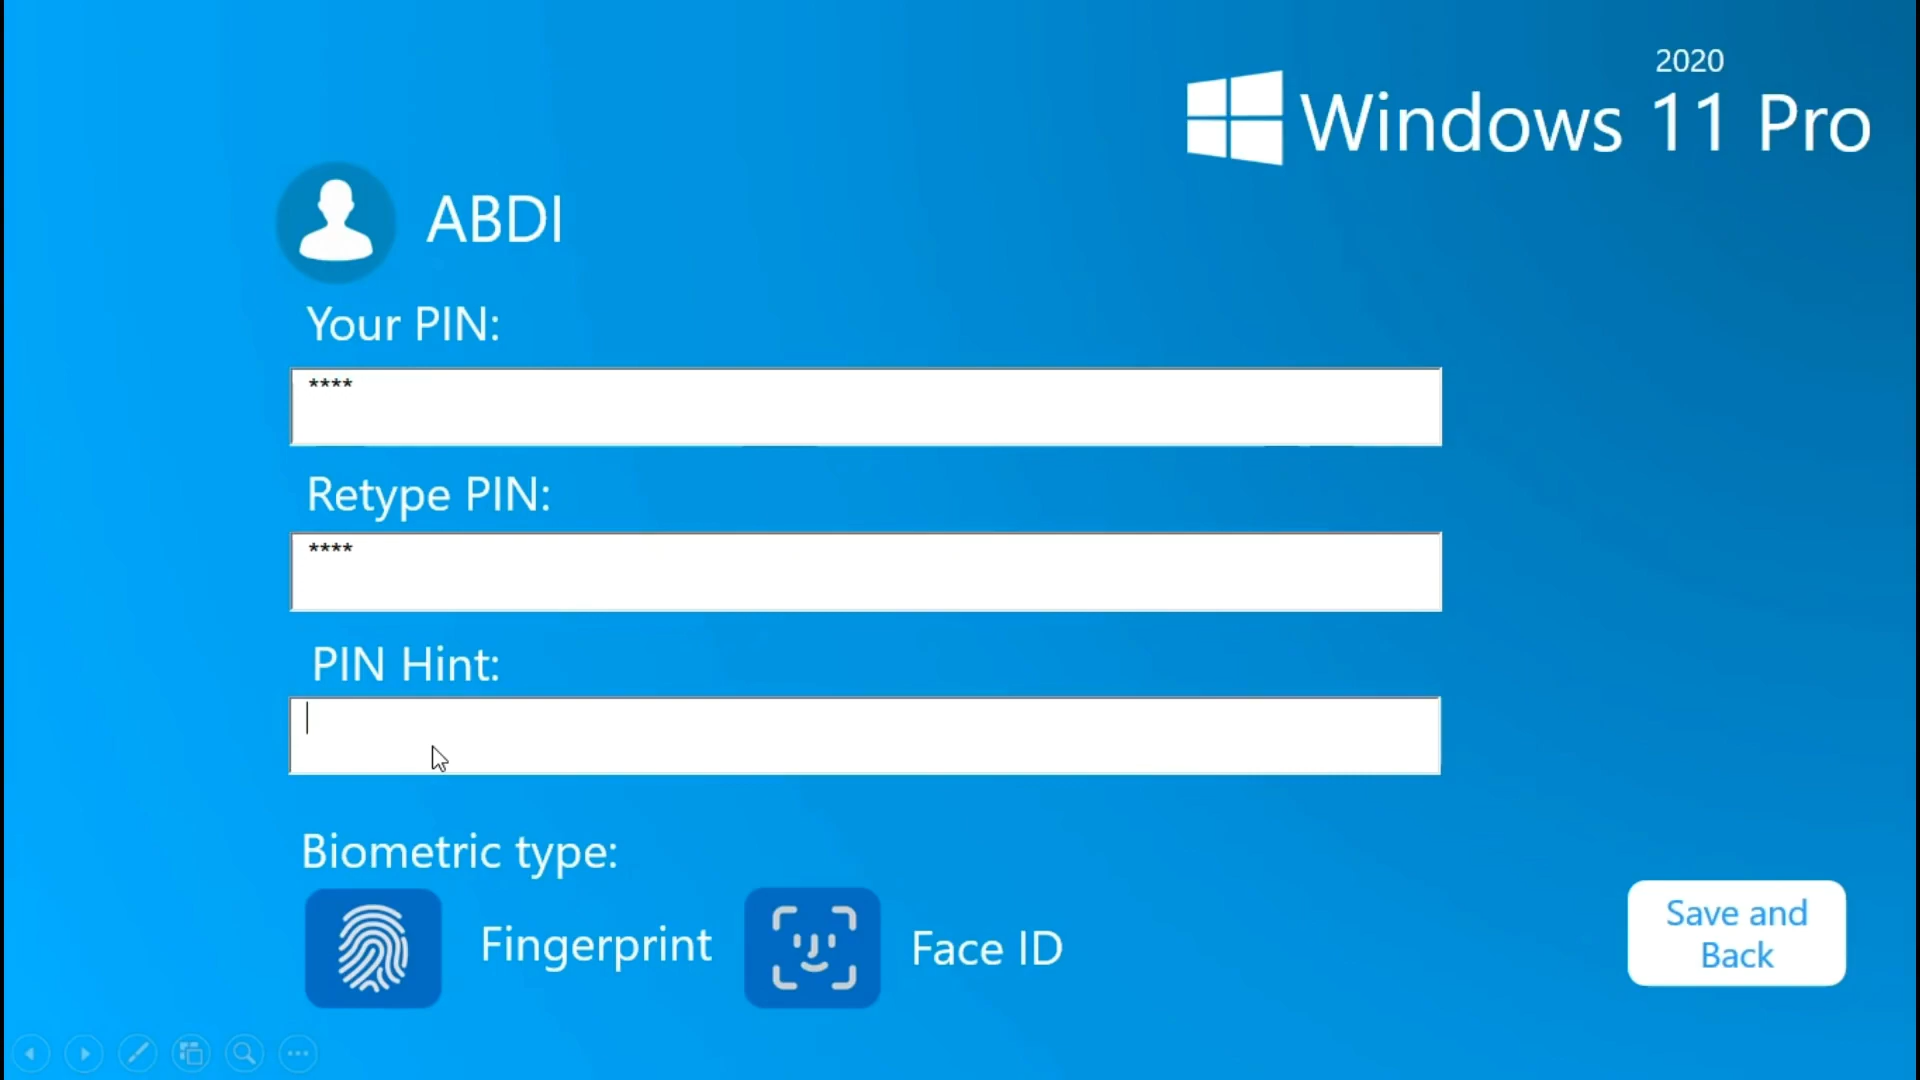 2020
Windows 11 Pro
ABDI
Your PIN:
****
Retype PIN:
****
PIN Hint:
Biometric type:
Fingerprint
Face ID
Save and
Back